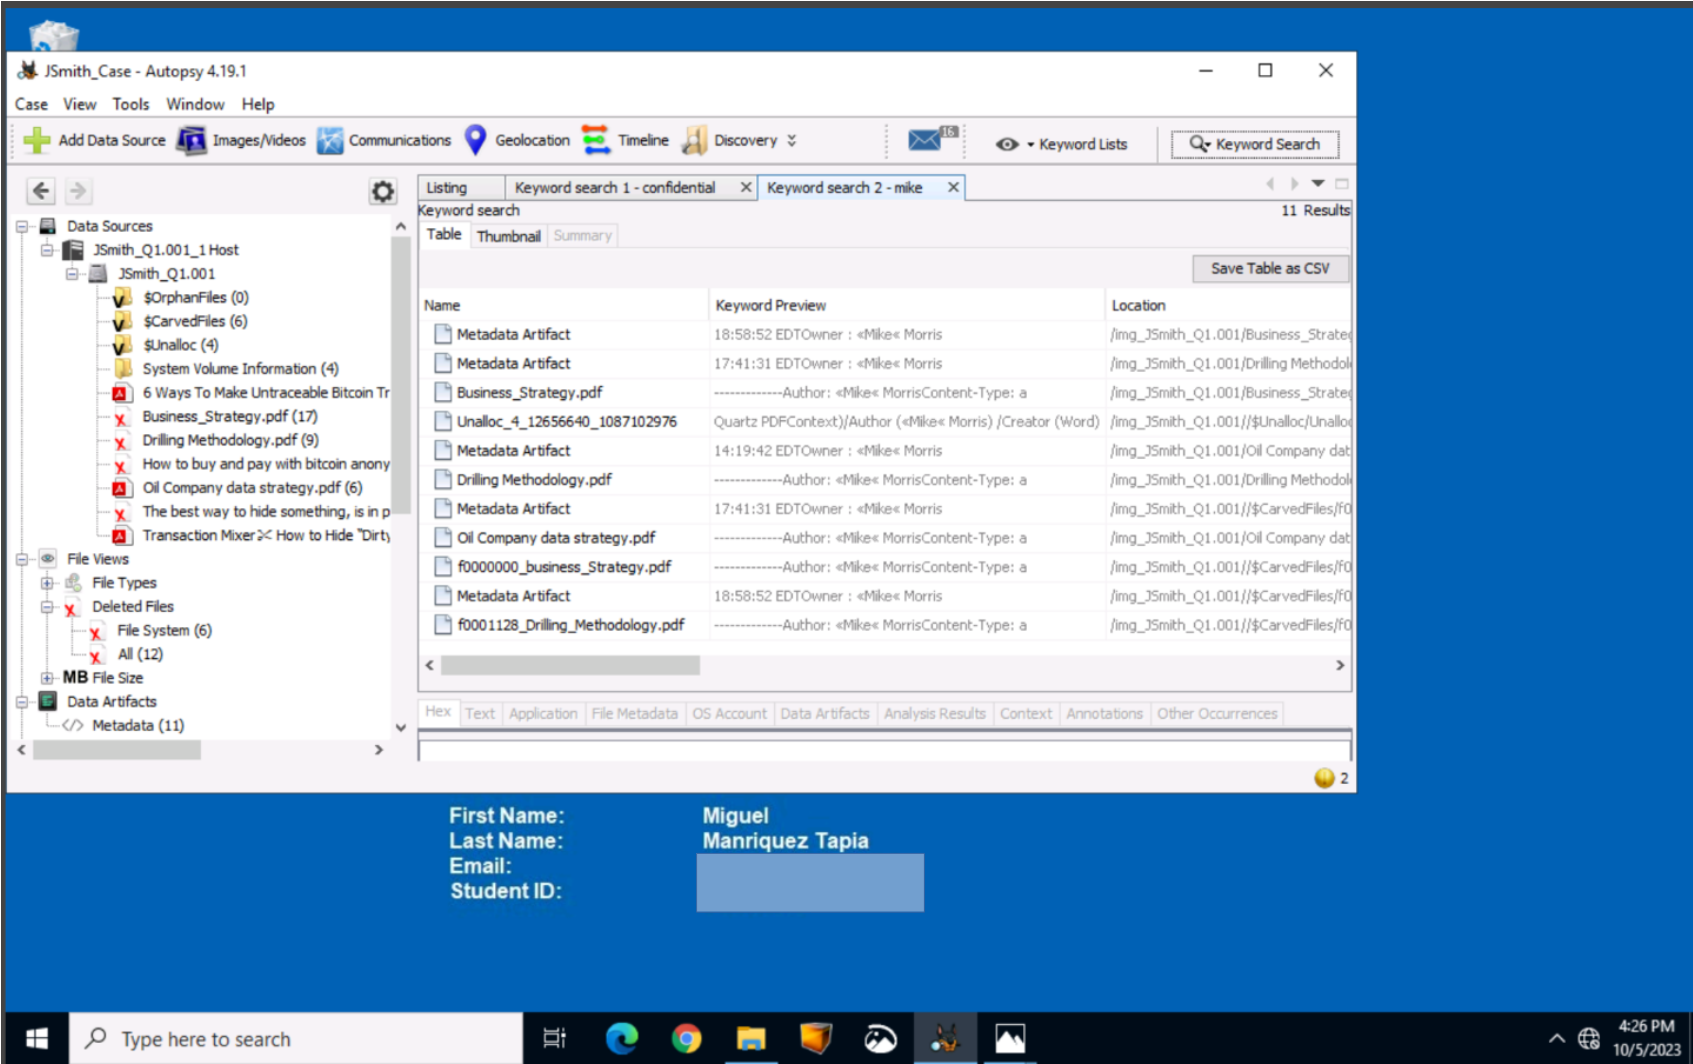 JSmith_Case - Autopsy 4.19.1
Case View Tools Window Help
Add Data Source Images/Videos Communications Geolocation Timeline Discovery 16 Keyword Lists Keyword Search
Listing Keyword search 1 - confidential Keyword search 2 - mike
Keyword search 11 Results
Table Thumbnail Summary
Save Table as CSV
Data Sources
JSmith_Q1.001_1 Host
JSmith_Q1.001
$OrphanFiles (0)
$CarvedFiles (6)
$Unalloc (4)
System Volume Information (4)
6 Ways To Make Untraceable Bitcoin Tr
Business_Strategy.pdf (17)
Drilling Methodology.pdf (9)
How to buy and pay with bitcoin anony
Oil Company data strategy.pdf (6)
The best way to hide something, is in p
Transaction Mixer✂ How to Hide "Dirty
File Views
File Types
Deleted Files
File System (6)
All (12)
MB File Size
Data Artifacts
Metadata (11)
Name Keyword Preview Location
Metadata Artifact 18:58:52 EDTOwner : «Mike« Morris /img_JSmith_Q1.001/Business_Strateg
Metadata Artifact 17:41:31 EDTOwner : «Mike« Morris /img_JSmith_Q1.001/Drilling Methodol
Business_Strategy.pdf -------------Author: «Mike« MorrisContent-Type: a /img_JSmith_Q1.001/Business_Strateg
Unalloc_4_12656640_1087102976 Quartz PDFContext)/Author («Mike« Morris) /Creator (Word) /img_JSmith_Q1.001//$Unalloc/Unalloc
Metadata Artifact 14:19:42 EDTOwner : «Mike« Morris /img_JSmith_Q1.001/Oil Company dat
Drilling Methodology.pdf -------------Author: «Mike« MorrisContent-Type: a /img_JSmith_Q1.001/Drilling Methodol
Metadata Artifact 17:41:31 EDTOwner : «Mike« Morris /img_JSmith_Q1.001//$CarvedFiles/f0
Oil Company data strategy.pdf -------------Author: «Mike« MorrisContent-Type: a /img_JSmith_Q1.001/Oil Company dat
f0000000_business_Strategy.pdf -------------Author: «Mike« MorrisContent-Type: a /img_JSmith_Q1.001//$CarvedFiles/f0
Metadata Artifact 18:58:52 EDTOwner : «Mike« Morris /img_JSmith_Q1.001//$CarvedFiles/f0
f0001128_Drilling_Methodology.pdf -------------Author: «Mike« MorrisContent-Type: a /img_JSmith_Q1.001//$CarvedFiles/f0
Hex Text Application File Metadata OS Account Data Artifacts Analysis Results Context Annotations Other Occurrences
2
First Name: Miguel
Last Name: Manriquez Tapia
Email:
Student ID:
Type here to search
4:26 PM
10/5/2023